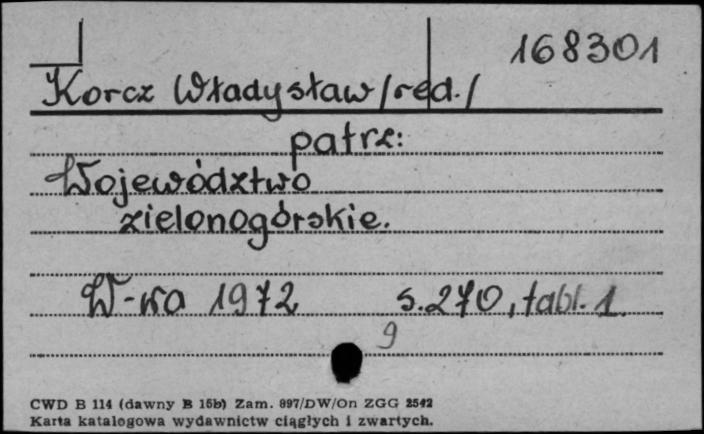 168301
Korcz Władysław /red./
patrz:
Województwo
zielonogórskie.
W-wa 1972 s.270, tabl. 1.
9
CWD B 114 (dawny B 15b) Zam. 897/DW/On ZGG 2542
Karta katalogowa wydawnictw ciągłych i zwartych.